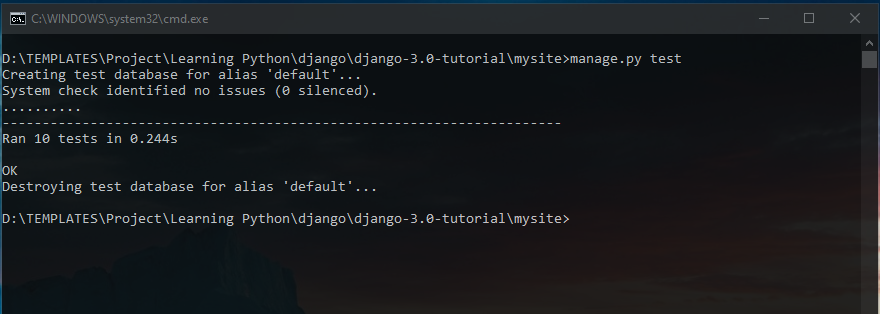 C:\WINDOWS\system32\cmd.exe
D:\TEMPLATES\Project\Learning Python\django\django-3.0-tutorial\mysite>manage.py test
Creating test database for alias 'default'...
System check identified no issues (0 silenced).
..........
----------------------------------------------------------------------
Ran 10 tests in 0.244s
OK
Destroying test database for alias 'default'...
D:\TEMPLATES\Project\Learning Python\django\django-3.0-tutorial\mysite>